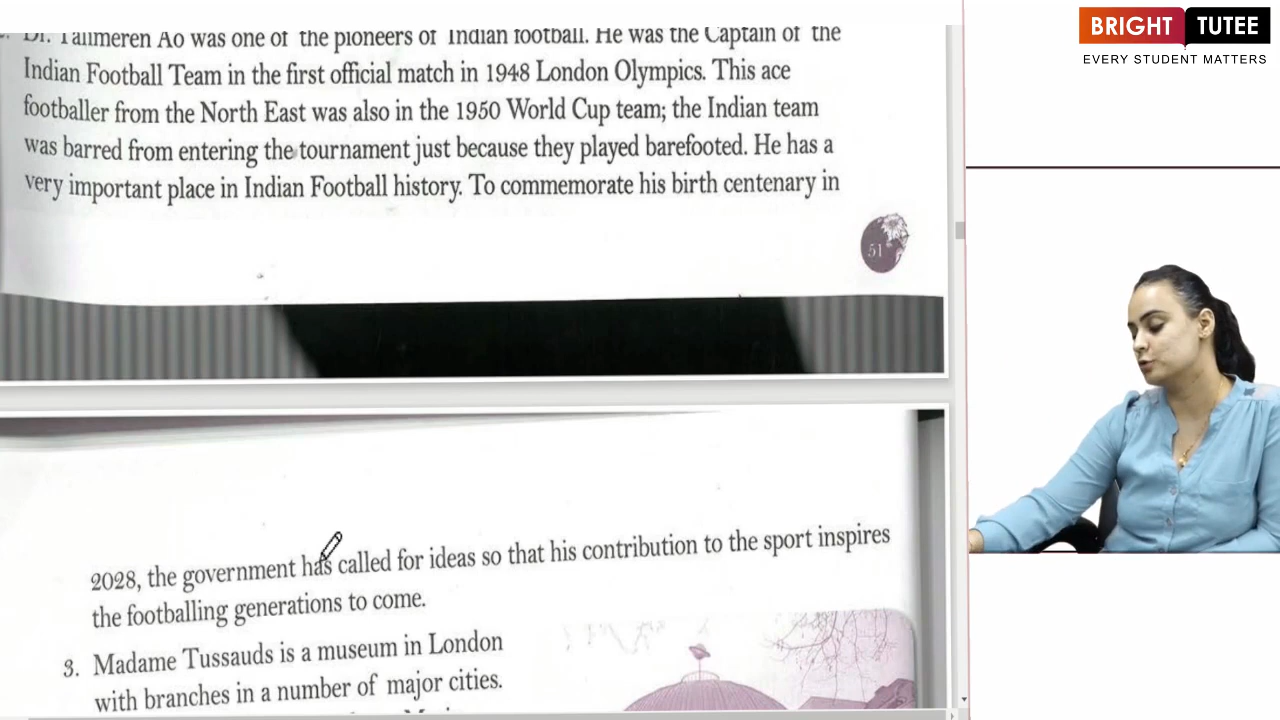 Dr. Talimeren Ao was one of the pioneers of Indian football. He was the Captain of the
Indian Football Team in the first official match in 1948 London Olympics. This ace
footballer from the North East was also in the 1950 World Cup team; the Indian team
was barred from entering the tournament just because they played barefooted. He has a
very important place in Indian Football history. To commemorate his birth centenary in
51
2028, the government has called for ideas so that his contribution to the sport inspires
the footballing generations to come.
3. Madame Tussauds is a museum in London
with branches in a number of major cities.
BRIGHT TUTEE
EVERY STUDENT MATTERS